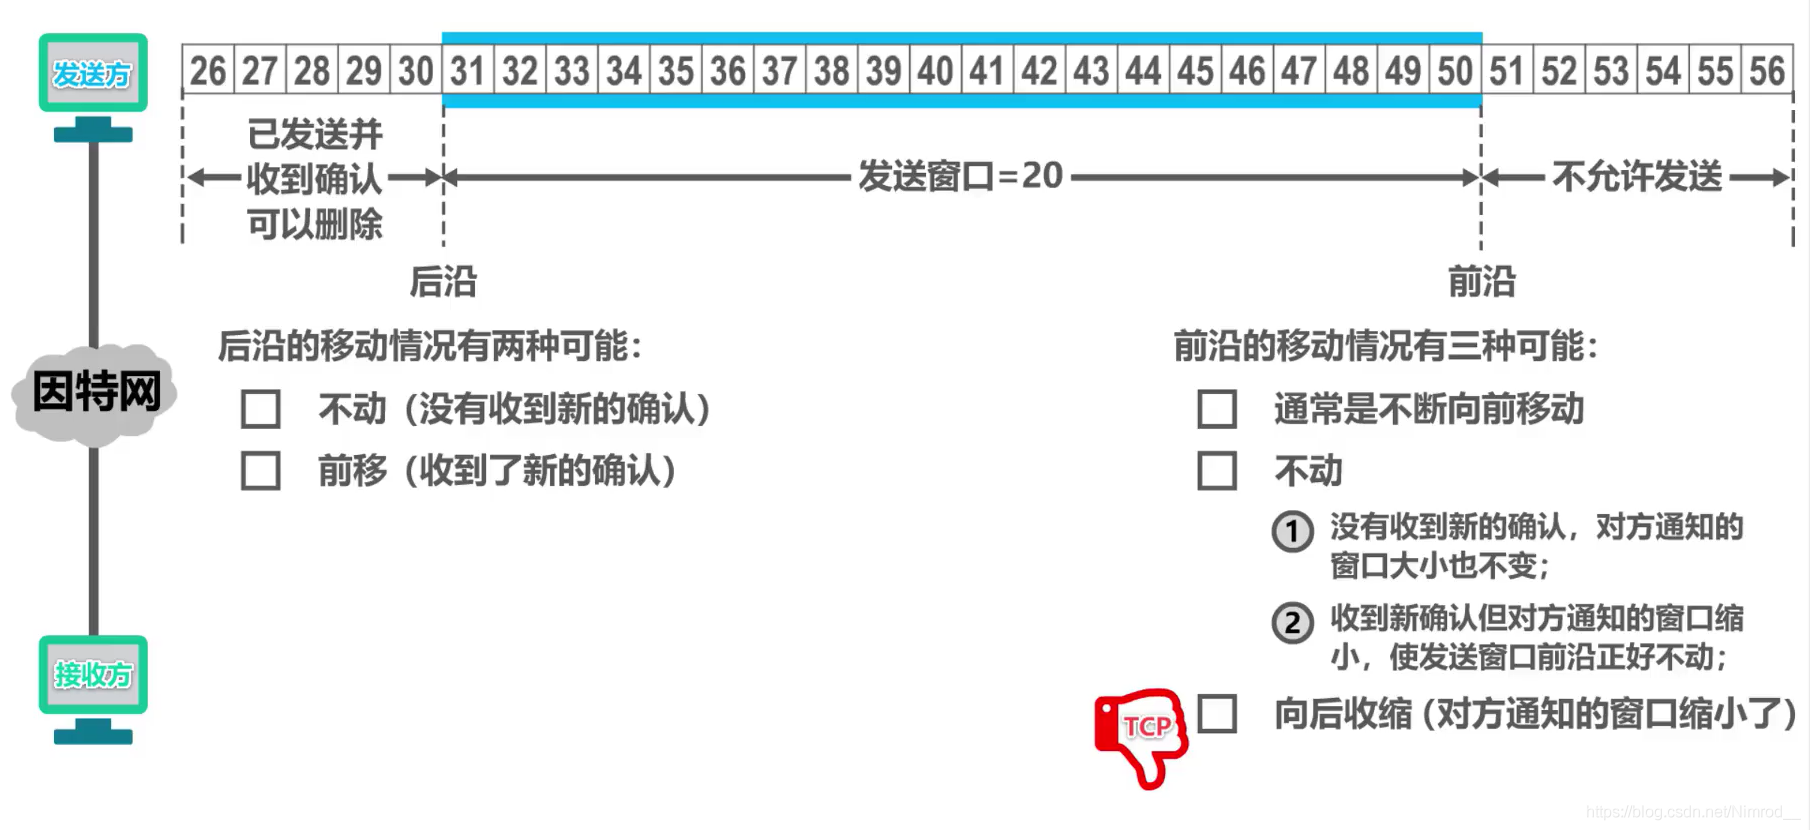 发送方
26 27 28 29 30 31 32 33 34 35 36 37 38 39 40 41 42 43 44 45 46 47 48 49 50 51 52 53 54 55 56
已发送并
收到确认
可以删除
发送窗口=20
不允许发送
后沿
前沿
因特网
后沿的移动情况有两种可能：
不动（没有收到新的确认）
前移（收到了新的确认）
前沿的移动情况有三种可能：
通常是不断向前移动
不动
1 没有收到新的确认，对方通知的
窗口大小也不变；
2 收到新确认但对方通知的窗口缩
小，使发送窗口前沿正好不动；
TCP
向后收缩（对方通知的窗口缩小了）
接收方
https://blog.csdn.net/Nimrod__